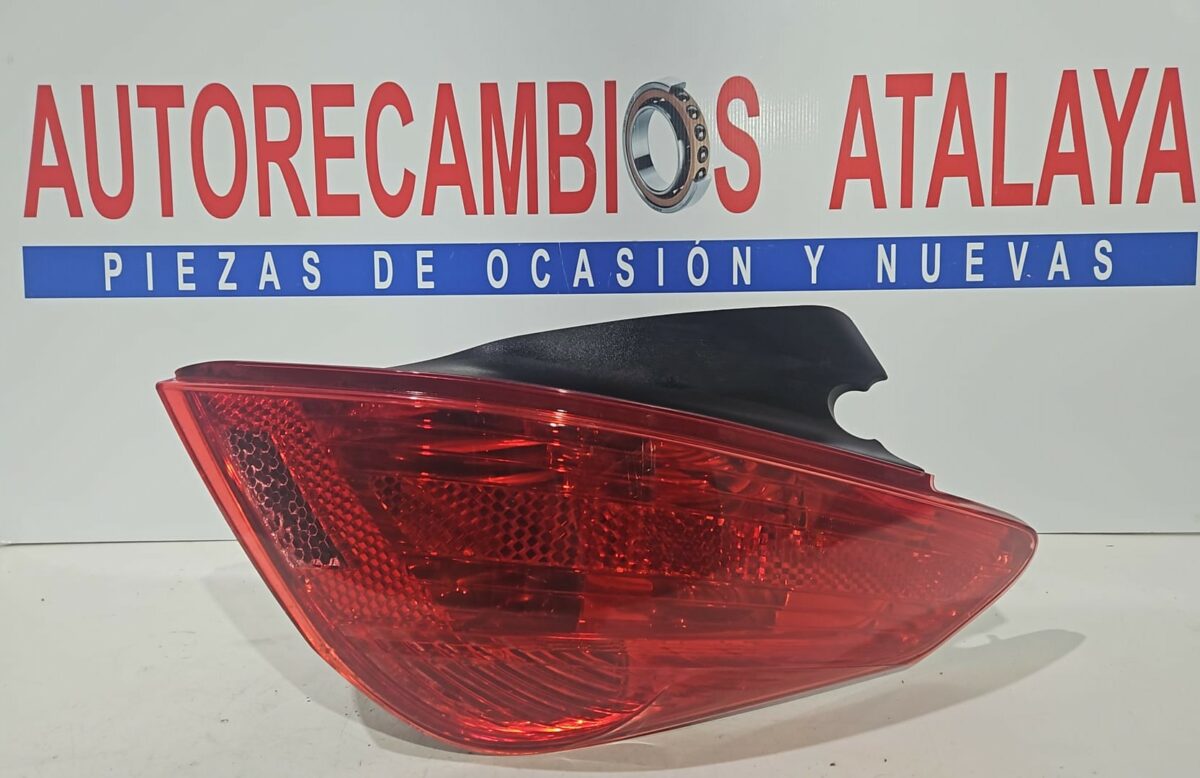 AUTORECAMBIOS ATALAYA
PIEZAS DE OCASIÓN Y NUEVAS